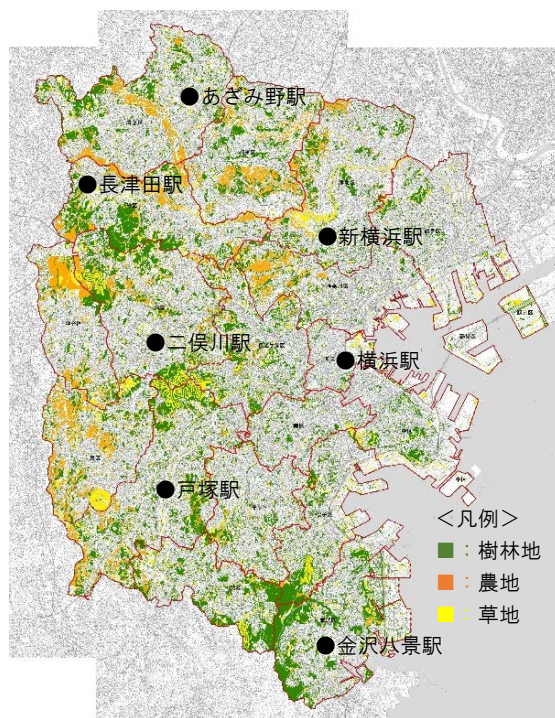 あざみ野駅
長津田駅
新横浜駅
二俣川駅
横浜駅
戸塚駅
<凡例>
:樹林地
:農地
:草地
金沢八景駅